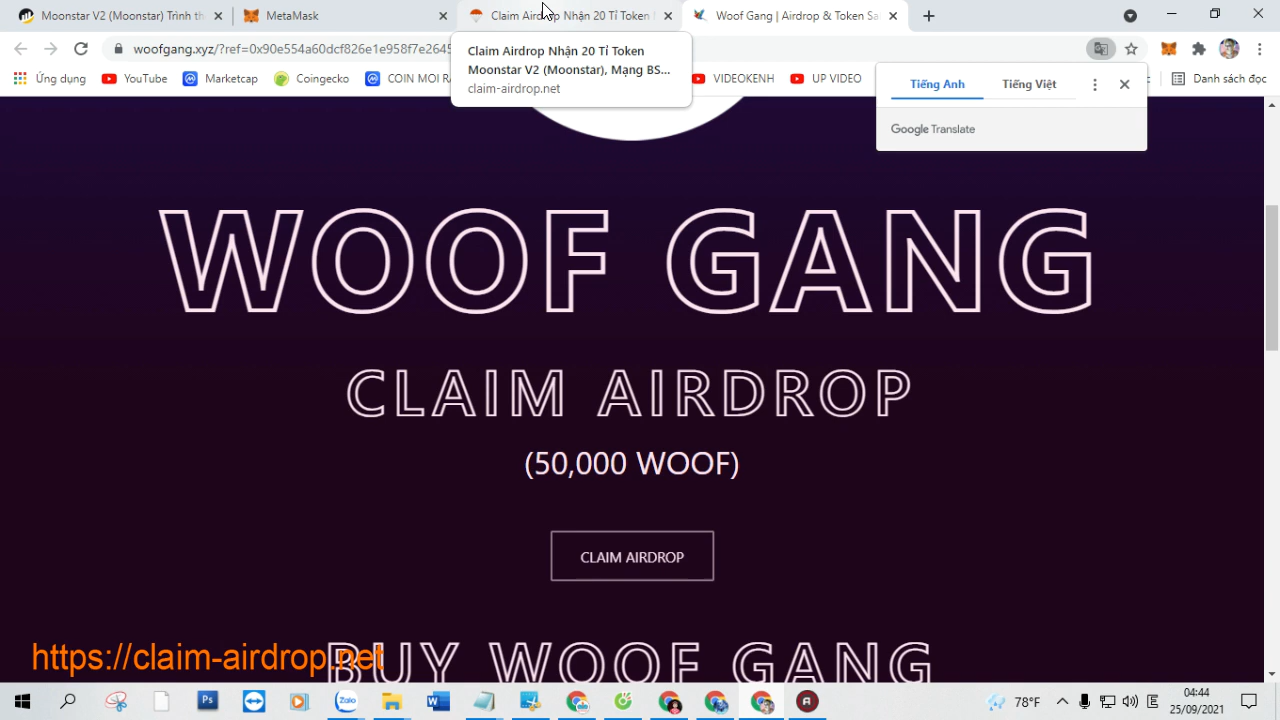 Moonstar V2 (Moonstar) Trình th
MetaMask
Claim Airdrop Nhận 20 Tỉ Token
Woof Gang | Airdrop & Token Sa
woofgang.xyz/?ref=0x90e554a60dcf826e1e958f7e2645
Claim Airdrop Nhận 20 Tỉ Token
Moonstar V2 (Moonstar), Mạng BS...
claim-airdrop.net
Ứng dụng
YouTube
Marketcap
Coingecko
COIN MOI R
VIDEOKENH
UP VIDEO
Danh sách đọc
Tiếng Anh
Tiếng Việt
Google Translate
WOOF GANG
CLAIM AIRDROP
(50,000 WOOF)
CLAIM AIRDROP
https://claim-airdrop.net
BUY WOOF GANG
Ps
Zalo
W
A
78°F
E
04:44
25/09/2021